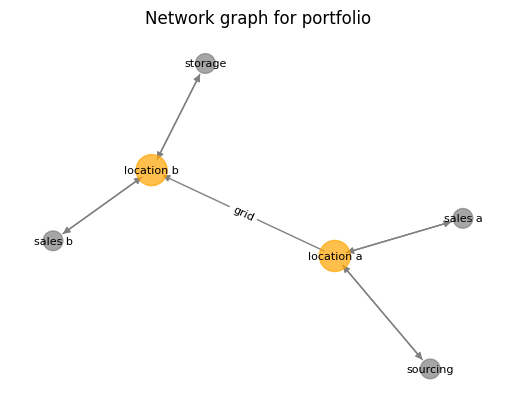 Network graph for portfolio
storage
location b
grid
sales a
sales b
location a
sourcing